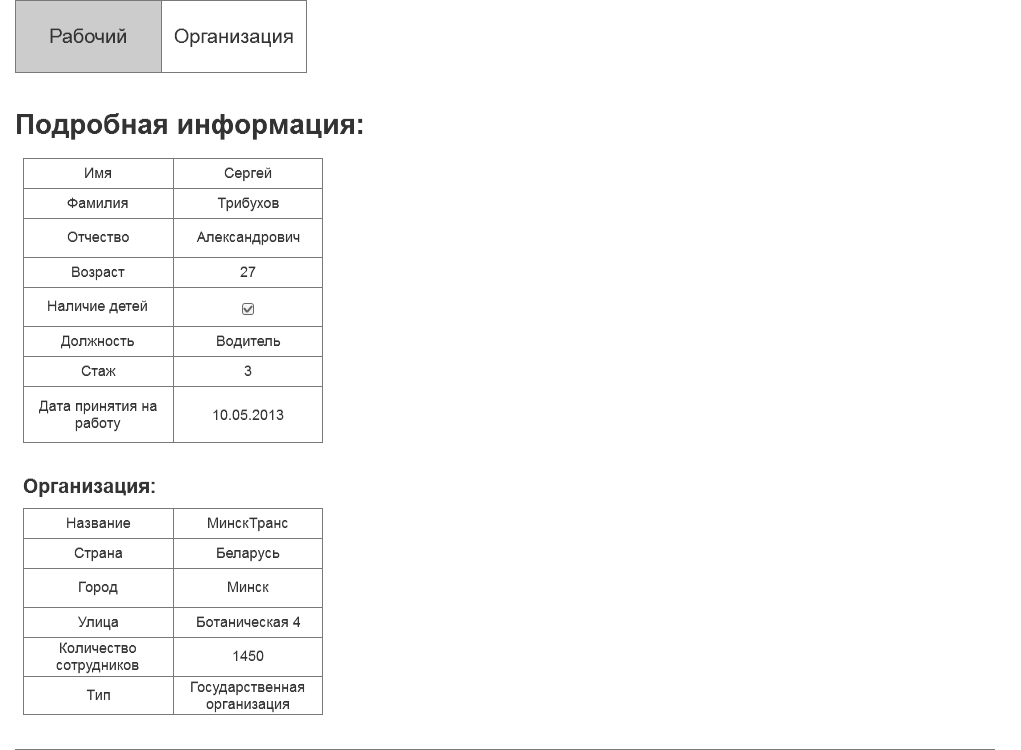 Рабочий Организация
Подробная информация:
Имя Сергей
Фамилия Трибухов
Отчество Александрович
Возраст 27
Наличие детей
Должность Водитель
Стаж 3
Дата принятия на
работу 10.05.2013
Организация:
Название МинскТранс
Страна Беларусь
Город Минск
Улица Ботаническая 4
Количество
сотрудников 1450
Тип Государственная
организация